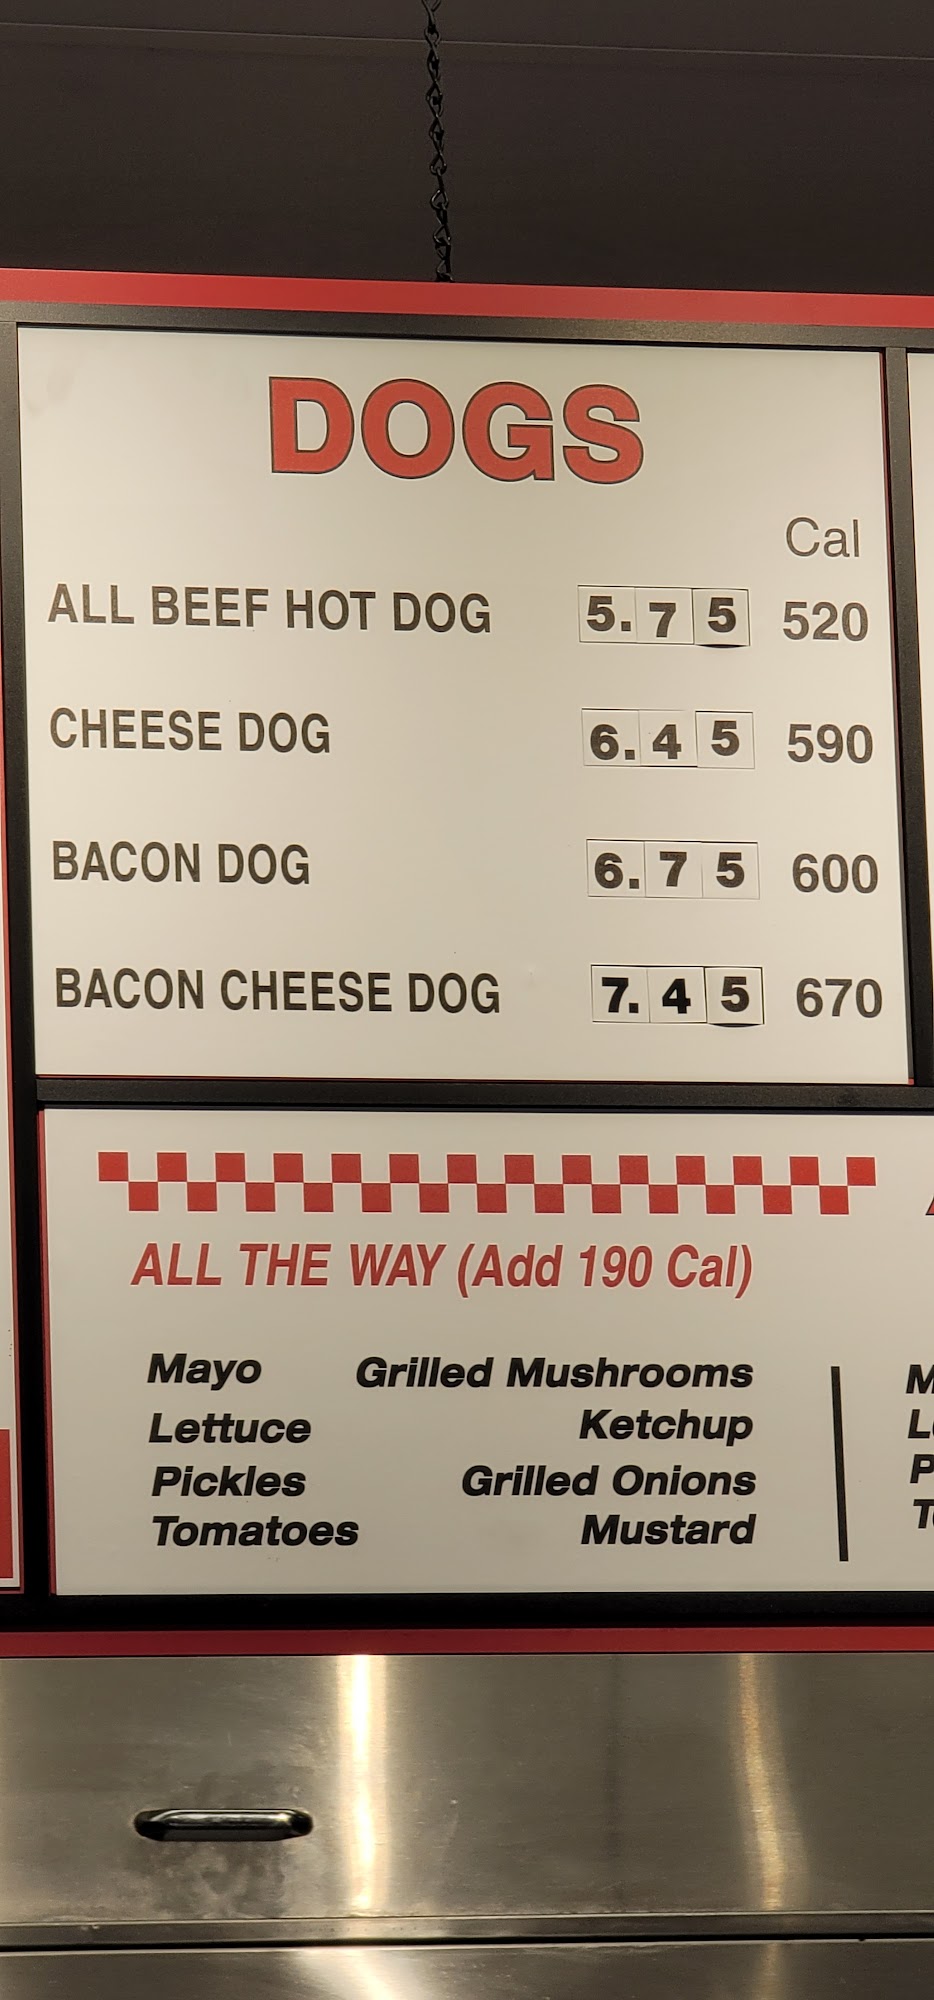 DOGS
Cal
ALL BEEF HOT DOG 5.75 520
CHEESE DOG 6.45 590
BACON DOG 6.75 600
BACON CHEESE DOG 7.45 670
ALL THE WAY (Add 190 Cal)
Mayo Grilled Mushrooms
Lettuce Ketchup
Pickles Grilled Onions
Tomatoes Mustard